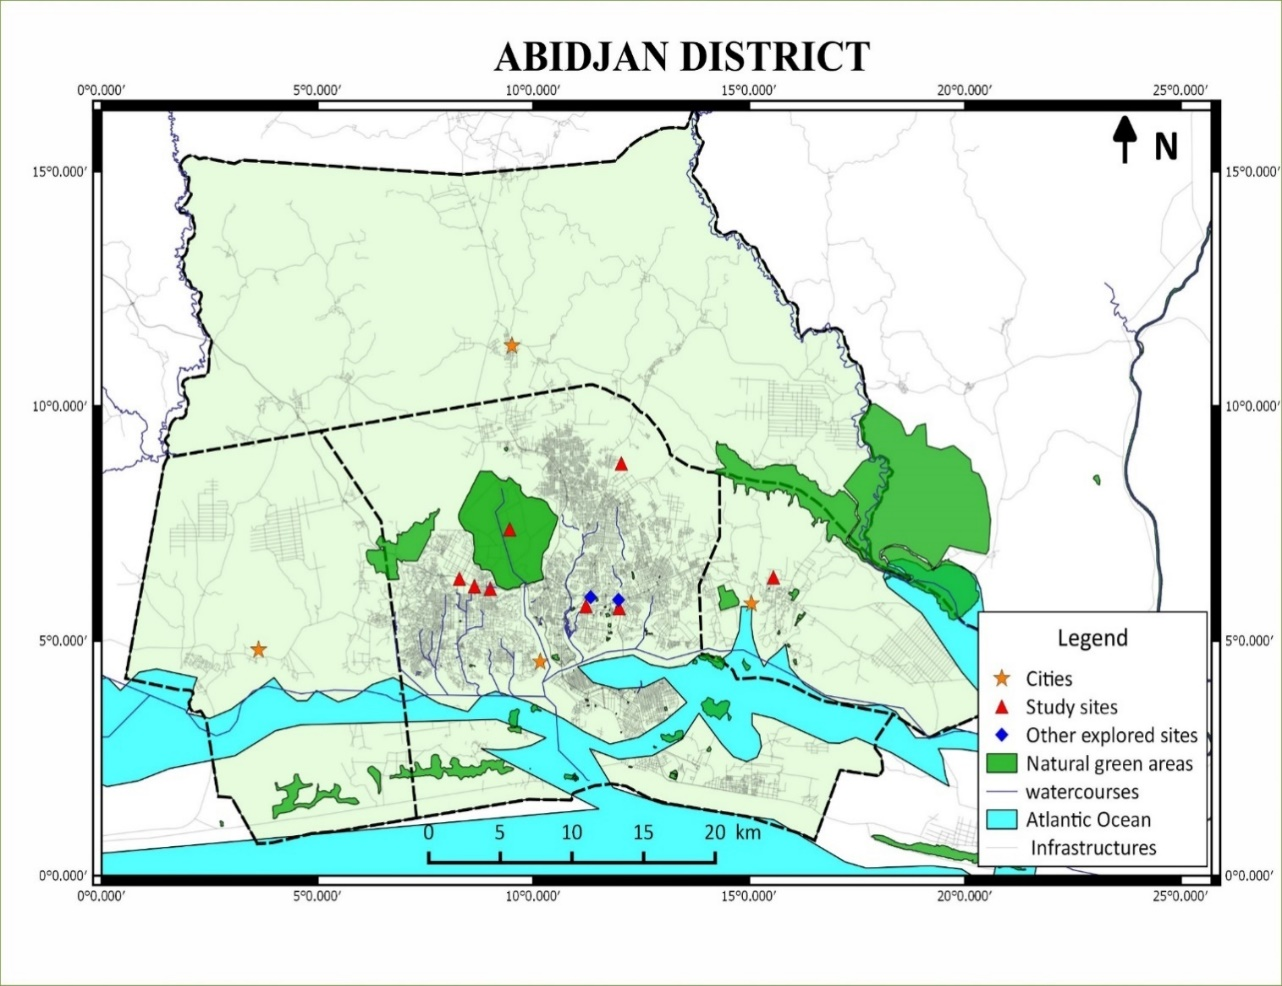 ABIDJAN DISTRICT
0°0.000′ 5°0.000′ 10°0.000′ 15°0.000′ 20°0.000′ 25°0.000′
N
15°0.000′ 15°0.000′
10°0.000′ 10°0.000′
5°0.000′ 5°0.000′
Legend
Cities
Study sites
Other explored sites
Natural green areas
watercourses
Atlantic Ocean
Infrastructures
0 5 10 15 20 km
0°0.000′ 0°0.000′
0°0.000′ 5°0.000′ 10°0.000′ 15°0.000′ 20°0.000′ 25°0.000′